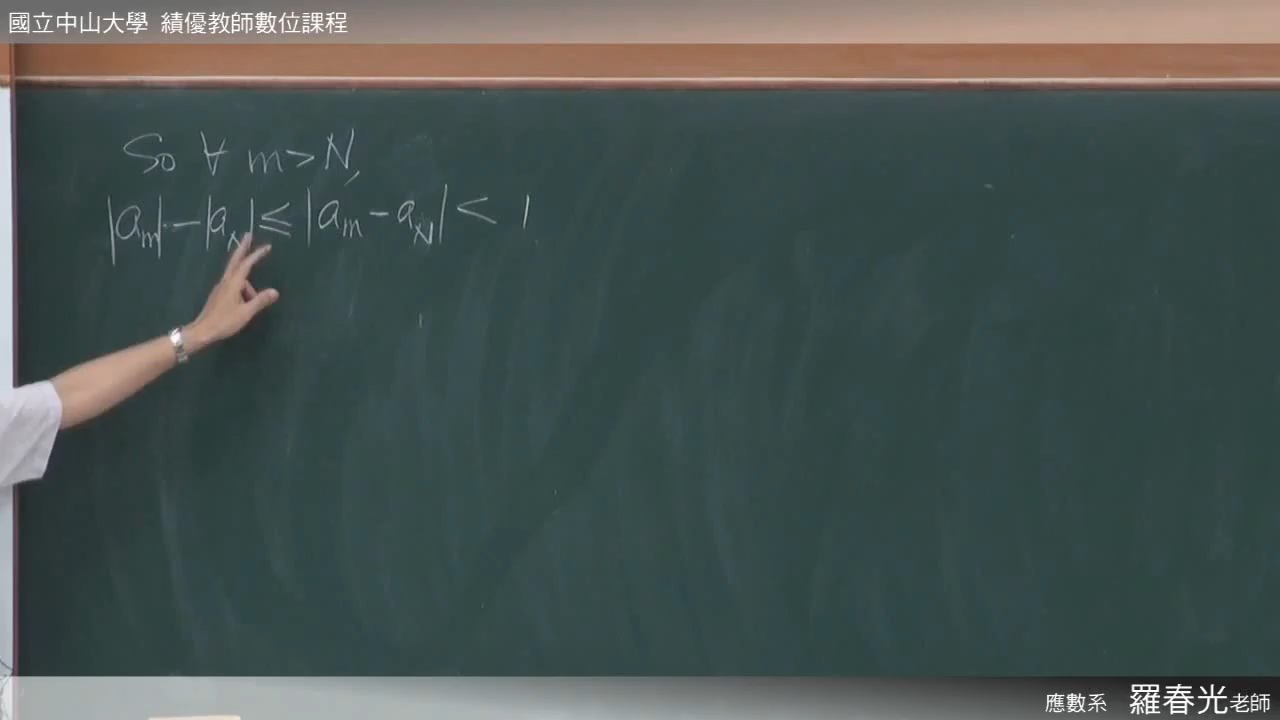 國立中山大學 績優教師數位課程
So ∀ m > N,
|a_m| - |a_N| ≤ |a_m - a_N| < 1
應數系 羅春光老師